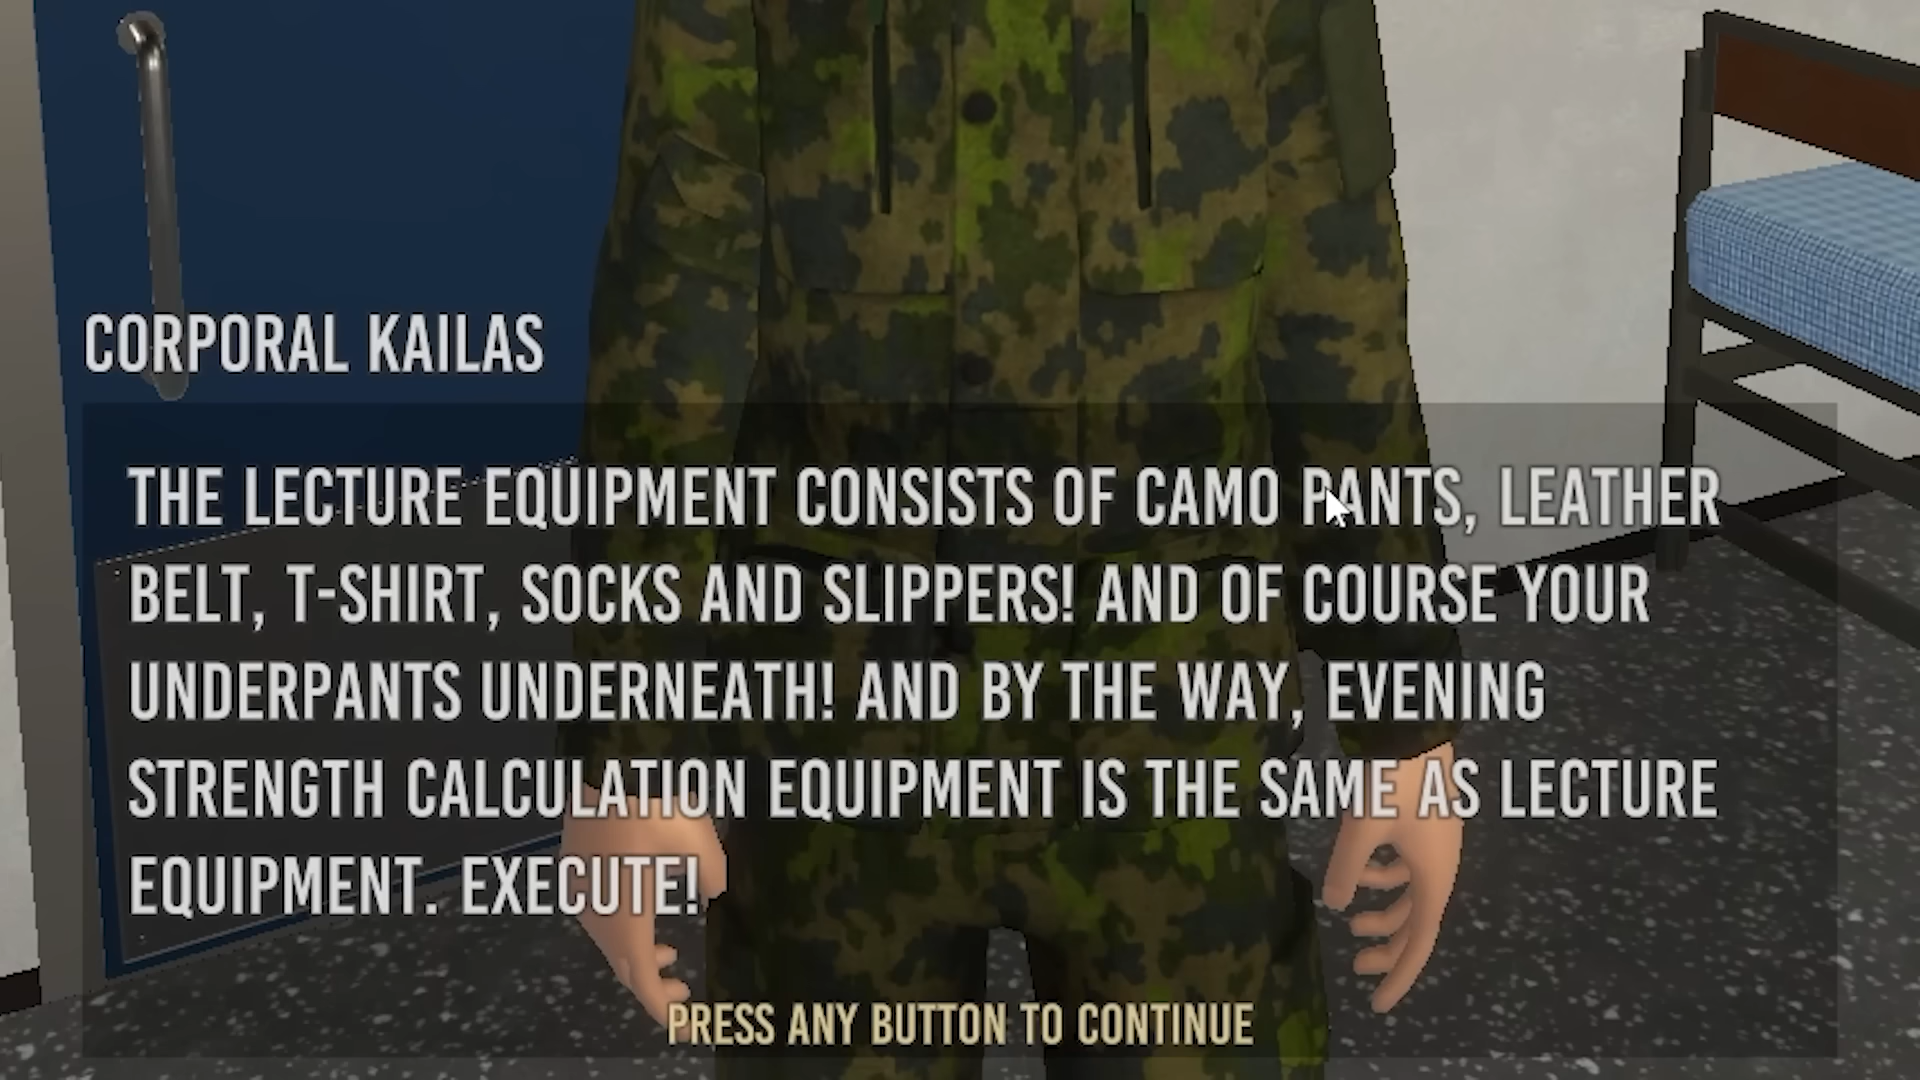 CORPORAL KAILAS
THE LECTURE EQUIPMENT CONSISTS OF CAMO PANTS, LEATHER
BELT, T-SHIRT, SOCKS AND SLIPPERS! AND OF COURSE YOUR
UNDERPANTS UNDERNEATH! AND BY THE WAY, EVENING
STRENGTH CALCULATION EQUIPMENT IS THE SAME AS LECTURE
EQUIPMENT. EXECUTE!
PRESS ANY BUTTON TO CONTINUE